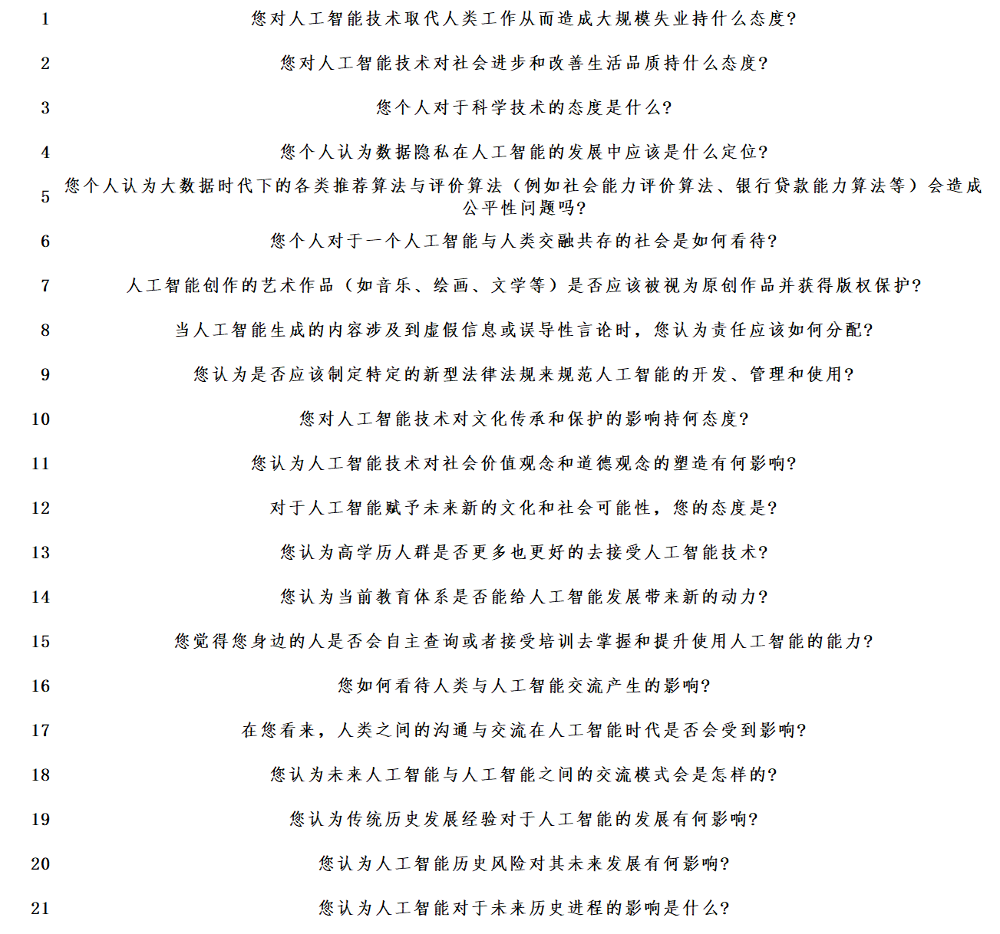 1 您对人工智能技术取代人类工作从而造成大规模失业持什么态度?
2 您对人工智能技术对社会进步和改善生活品质持什么态度?
3 您个人对于科学技术的态度是什么?
4 您个人认为数据隐私在人工智能的发展中应该是什么定位?
5 您个人认为大数据时代下的各类推荐算法与评价算法（例如社会能力评价算法、银行贷款能力算法等）会造成
公平性问题吗?
6 您个人对于一个人工智能与人类交融共存的社会是如何看待?
7 人工智能创作的艺术作品（如音乐、绘画、文学等）是否应该被视为原创作品并获得版权保护?
8 当人工智能生成的内容涉及到虚假信息或误导性言论时，您认为责任应该如何分配?
9 您认为是否应该制定特定的新型法律法规来规范人工智能的开发、管理和使用?
10 您对人工智能技术对文化传承和保护的影响持何态度?
11 您认为人工智能技术对社会价值观念和道德观念的塑造有何影响?
12 对于人工智能赋予未来新的文化和社会可能性，您的态度是?
13 您认为高学历人群是否更多也更好的去接受人工智能技术?
14 您认为当前教育体系是否能给人工智能发展带来新的动力?
15 您觉得您身边的人是否会自主查询或者接受培训去掌握和提升使用人工智能的能力?
16 您如何看待人类与人工智能交流产生的影响?
17 在您看来，人类之间的沟通与交流在人工智能时代是否会受到影响?
18 您认为未来人工智能与人工智能之间的交流模式会是怎样的?
19 您认为传统历史发展经验对于人工智能的发展有何影响?
20 您认为人工智能历史风险对其未来发展有何影响?
21 您认为人工智能对于未来历史进程的影响是什么?